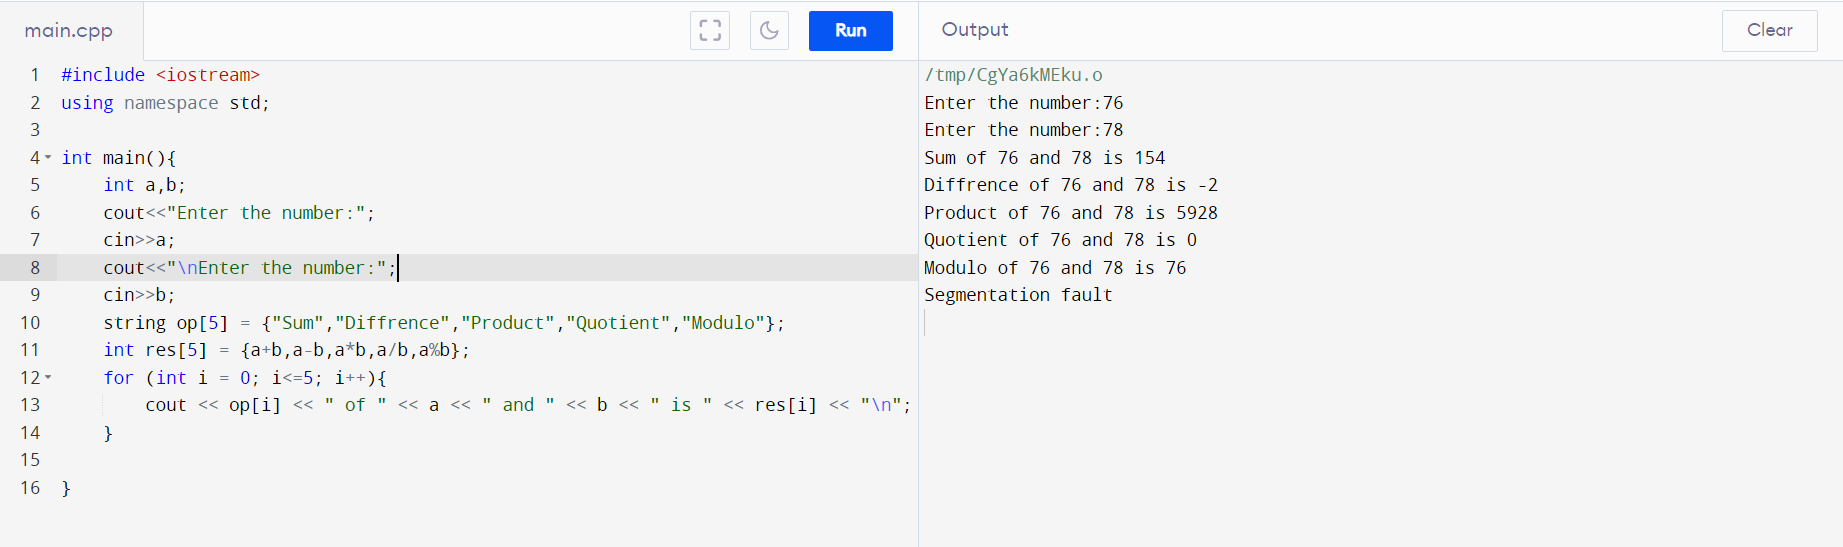 main.cpp
Run
1 #include <iostream>
2 using namespace std;
3
4 int main(){
5     int a,b;
6     cout<<"Enter the number:";
7     cin>>a;
8     cout<<"\nEnter the number:";
9     cin>>b;
10     string op[5] = {"Sum","Diffrence","Product","Quotient","Modulo"};
11     int res[5] = {a+b,a-b,a*b,a/b,a%b};
12     for (int i = 0; i<=5; i++){
13         cout << op[i] << " of " << a << " and " << b << " is " << res[i] << "\n";
14     }
15
16 }
Output
Clear
/tmp/CgYa6kMEku.o
Enter the number:76
Enter the number:78
Sum of 76 and 78 is 154
Diffrence of 76 and 78 is -2
Product of 76 and 78 is 5928
Quotient of 76 and 78 is 0
Modulo of 76 and 78 is 76
Segmentation fault